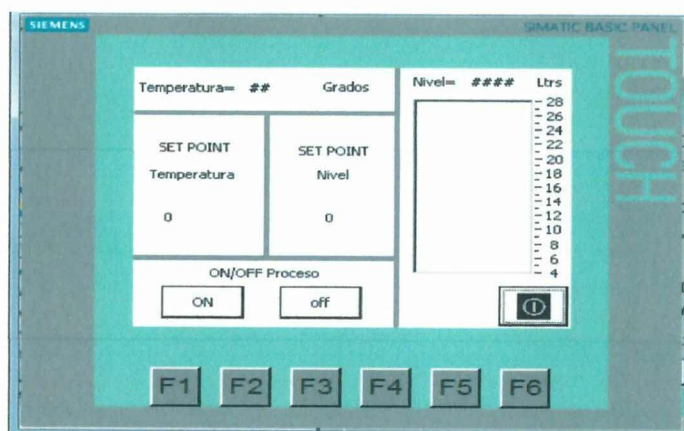 SIEMENS
SIMATIC BASIC PANEL
TOUCH
Temperatura= ## Grados
SET POINT
Temperatura
0
SET POINT
Nivel
0
ON/OFF Proceso
ON off
Nivel= #### Ltrs
28
26
24
22
20
18
16
14
12
10
8
6
4
F1 F2 F3 F4 F5 F6